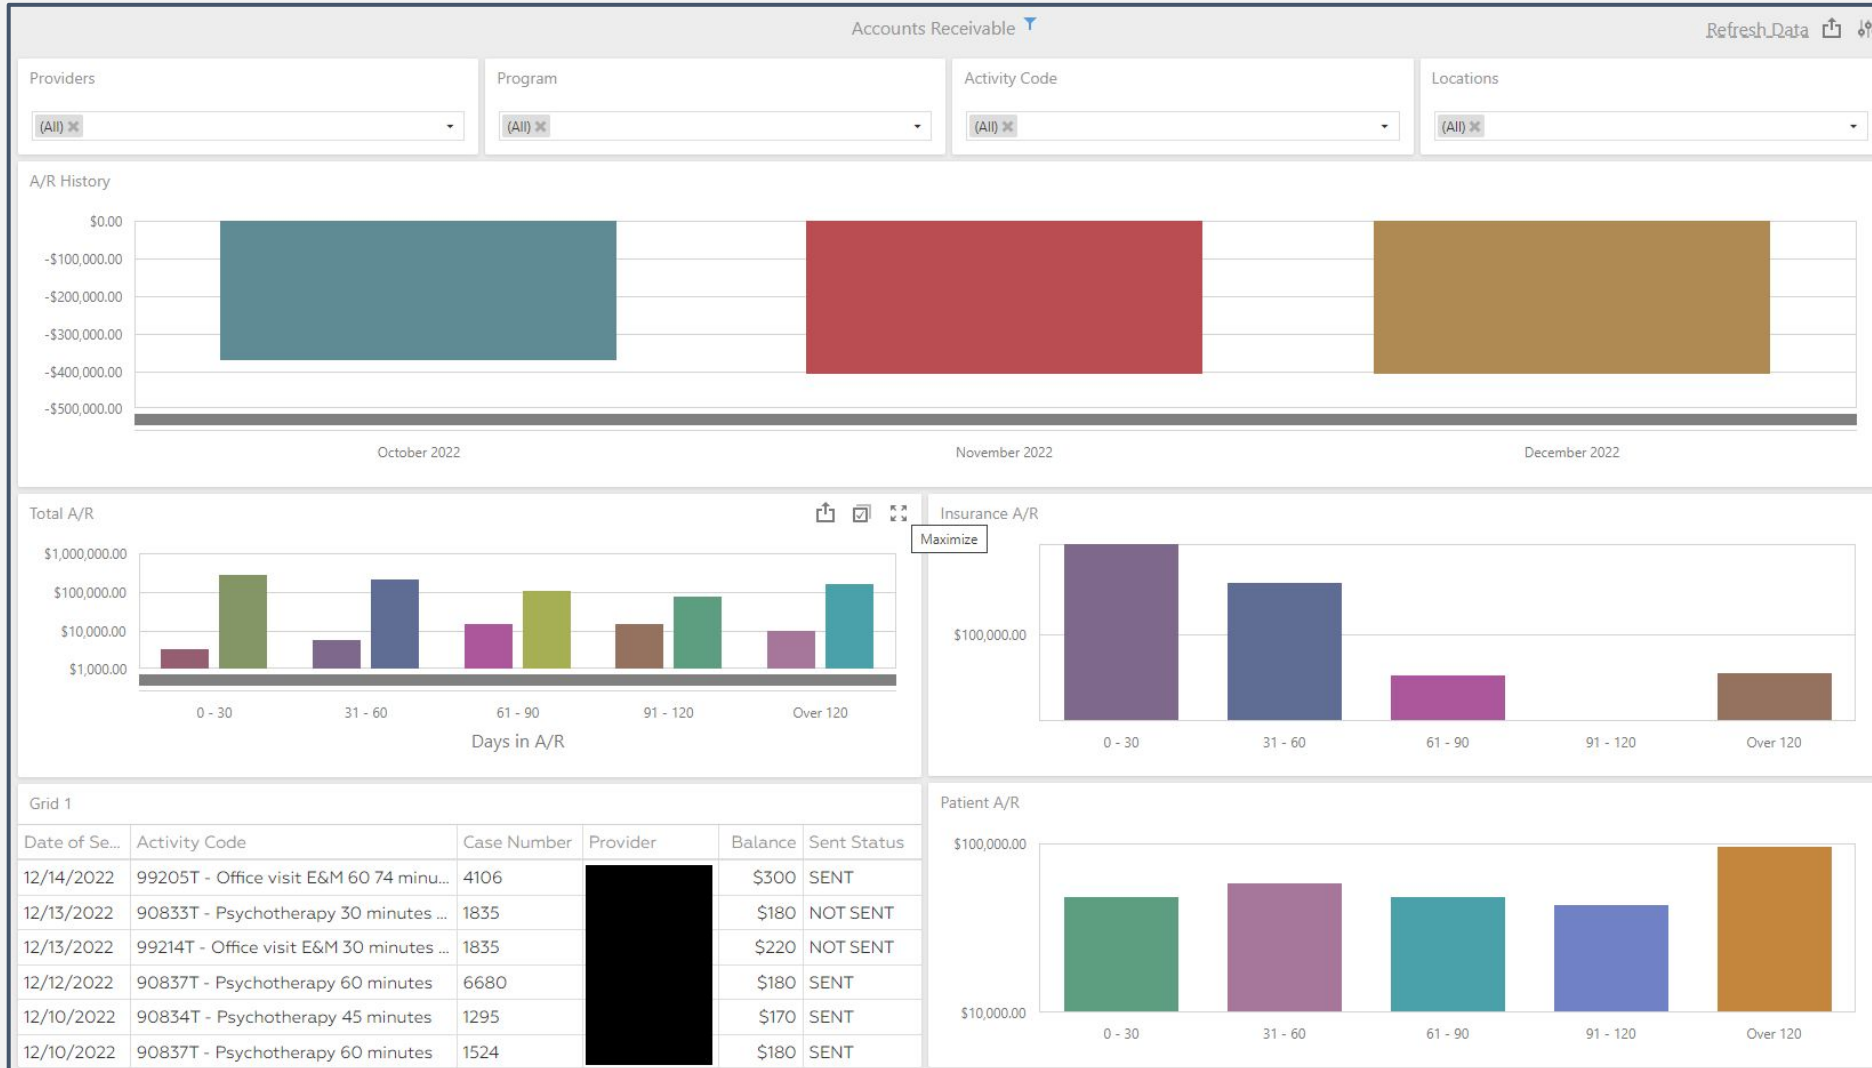 Accounts Receivable
Refresh Data
Providers
Program
Activity Code
Locations
(All)
(All)
(All)
(All)
A/R History
$0.00
-$100,000.00
-$200,000.00
-$300,000.00
-$400,000.00
-$500,000.00
October 2022
November 2022
December 2022
Total A/R
Maximize
$1,000,000.00
$100,000.00
$10,000.00
$1,000.00
0 - 30
31 - 60
61 - 90
91 - 120
Over 120
Days in A/R
Insurance A/R
$100,000.00
0 - 30
31 - 60
61 - 90
91 - 120
Over 120
Grid 1
Date of Se... Activity Code Case Number Provider Balance Sent Status
12/14/2022 99205T - Office visit E&M 60 74 minu... 4106 $300 SENT
12/13/2022 90833T - Psychotherapy 30 minutes ... 1835 $180 NOT SENT
12/13/2022 99214T - Office visit E&M 30 minutes ... 1835 $220 NOT SENT
12/12/2022 90837T - Psychotherapy 60 minutes 6680 $180 SENT
12/10/2022 90834T - Psychotherapy 45 minutes 1295 $170 SENT
12/10/2022 90837T - Psychotherapy 60 minutes 1524 $180 SENT
Patient A/R
$100,000.00
$10,000.00
0 - 30
31 - 60
61 - 90
91 - 120
Over 120